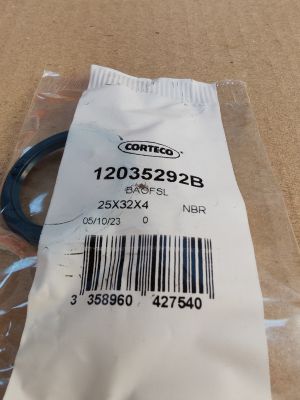 CORTECO
12035292B
BAOFSL
25X32X4 NBR
05/10/23 0
3 358960 427540